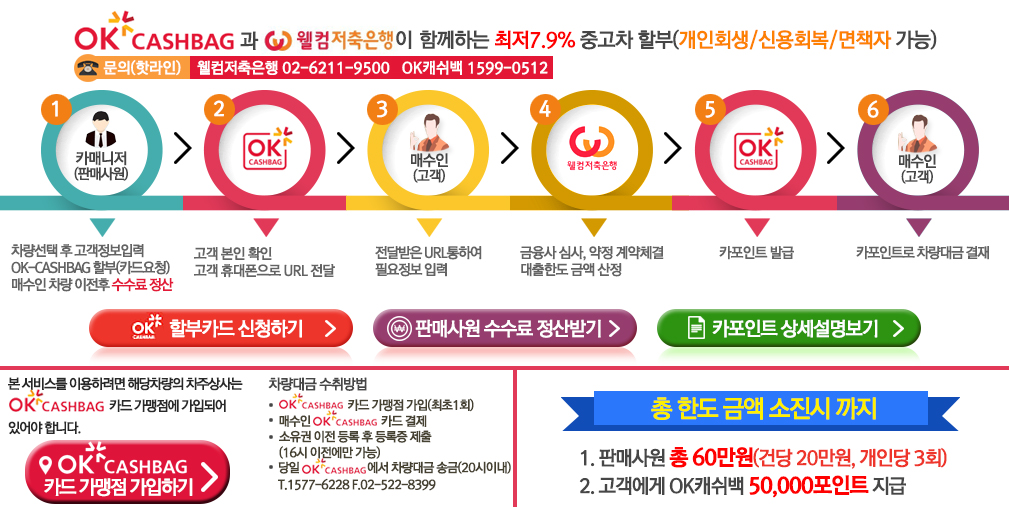 OK CASHBAG 과 웰컴저축은행이 함께하는 최저7.9% 중고차 할부(개인회생/신용회복/면책자 가능)
문의(핫라인) 웰컴저축은행 02-6211-9500 OK캐쉬백 1599-0512
1
카매니저
(판매사원)
2
OK
CASHBAG
3
매수인
(고객)
4
웰컴저축은행
5
OK
CASHBAG
6
매수인
(고객)
차량선택 후 고객정보입력
OK-CASHBAG 할부(카드요청)
매수인 차량 이전후 수수료 정산
고객 본인 확인
고객 휴대폰으로 URL 전달
전달받은 URL통하여
필요정보 입력
금융사 심사, 약정 계약체결
대출한도 금액 산정
카포인트 발급
카포인트로 차량대금 결재
OK CASHBAG 할부카드 신청하기
판매사원 수수료 정산받기
카포인트 상세설명보기
본 서비스를 이용하려면 해당차량의 차주상사는
OK CASHBAG 카드 가맹점에 가입되어
있어야 합니다.
OK CASHBAG
카드 가맹점 가입하기
차량대금 수취방법
• OK CASHBAG 카드 가맹점 가입(최초1회)
• 매수인 OK CASHBAG 카드 결제
• 소유권 이전 등록 후 등록증 제출
(16시 이전에만 가능)
• 당일 OK CASHBAG에서 차량대금 송금(20시이내)
T.1577-6228 F.02-522-8399
총 한도 금액 소진시 까지
1. 판매사원 총 60만원(건당 20만원, 개인당 3회)
2. 고객에게 OK캐쉬백 50,000포인트 지급